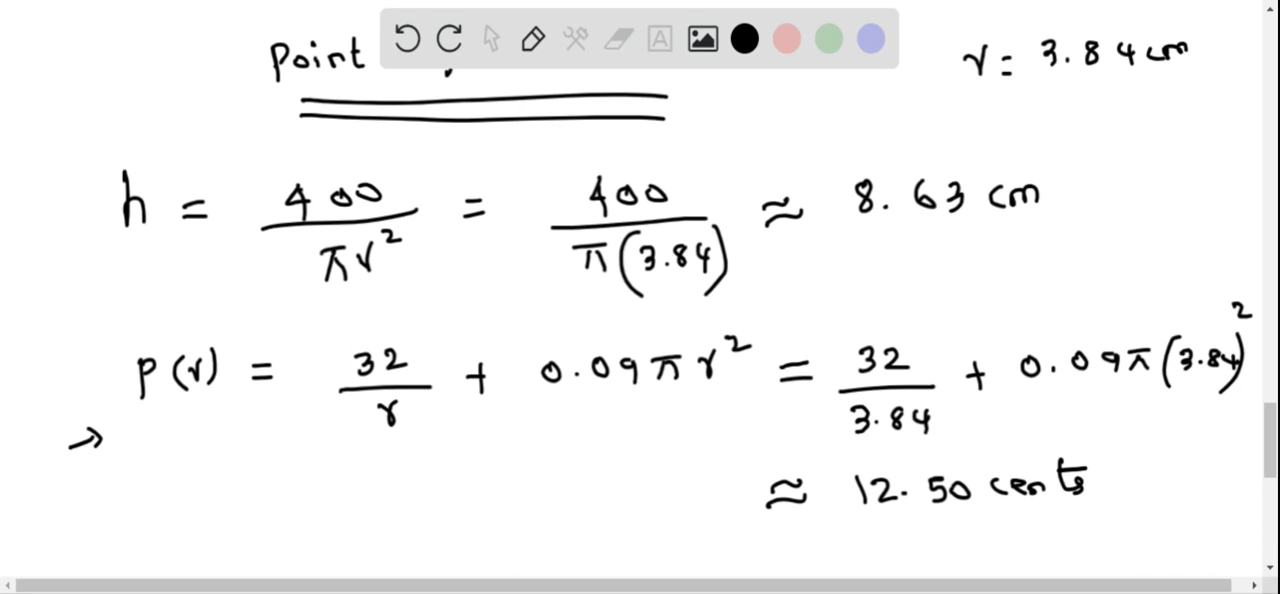 Point
r = 3.84 cm
h = 400 / πr² = 400 / π(3.84) ≈ 8.63 cm
P(r) = 32 / r + 0.09πr² = 32 / 3.84 + 0.09π(3.84)²
→
≈ 12.50 cents